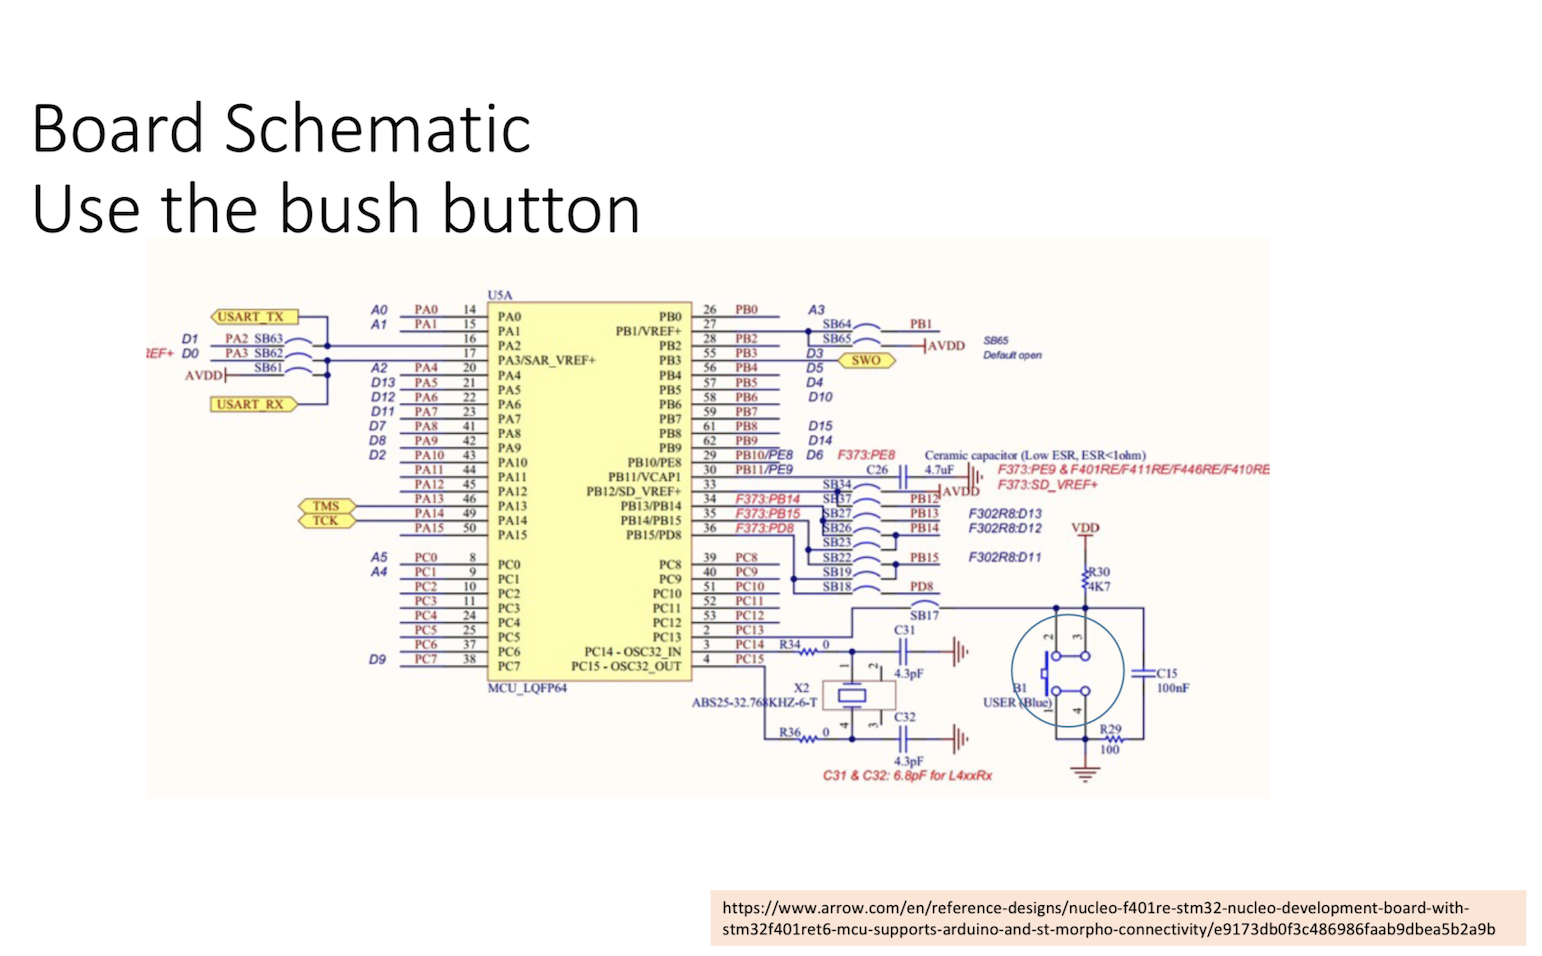 Board Schematic
Use the bush button
U5A
USART_TX
D1 PA2 SB63
REF+ D0 PA3 SB62
SB61
AVDD
USART_RX
TMS
TCK
A0 PA0 14 PA0
A1 PA1 15 PA1
16 PA2
17 PA3/SAR_VREF+
A2 PA4 20 PA4
D13 PA5 21 PA5
D12 PA6 22 PA6
D11 PA7 23 PA7
D7 PA8 41 PA8
D8 PA9 42 PA9
D2 PA10 43 PA10
PA11 44 PA11
PA12 45 PA12
PA13 46 PA13
PA14 49 PA14
PA15 50 PA15
A5 PC0 8 PC0
A4 PC1 9 PC1
PC2 10 PC2
PC3 11 PC3
PC4 24 PC4
PC5 25 PC5
PC6 37 PC6
D9 PC7 38 PC7
MCU_LQFP64
PB0 26 PB0 A3
PB1/VREF+ 27 SB64 PB1
PB2 28 PB2 SB65 AVDD
SB65
Default open
PB3 55 PB3 D3 SWO
PB4 56 PB4 D5
PB5 57 PB5 D4
PB6 58 PB6 D10
PB7 59 PB7
PB8 61 PB8 D15
PB9 62 PB9 D14
PB10/PE8 29 PB10/PE8 D6 F373:PE8
PB11/VCAP1 30 PB11/PE9 C26 4.7uF
Ceramic capacitor (Low ESR, ESR<1ohm)
F373:PE9 & F401RE/F411RE/F446RE/F410RE
F373:SD_VREF+
PB12/SD_VREF+ 33 SB34 AVDD
PB13/PB14 34 F373:PB14 SB37 PB12
PB14/PB15 35 F373:PB15 SB27 PB13 F302R8:D13
PB15/PD8 36 F373:PD8 SB26 PB14 F302R8:D12
SB23
SB22 PB15 F302R8:D11
SB19
SB18 PD8
PC8 39 PC8
PC9 40 PC9
PC10 51 PC10
PC11 52 PC11
PC12 53 PC12
PC13 2 PC13 SB17
PC14 - OSC32_IN 3 PC14 R34 0
PC15 - OSC32_OUT 4 PC15
C31
4.3pF
1 2
X2
ABS25-32.768KHZ-6-T
4 3
R36 0
C32
4.3pF
C31 & C32: 6.8pF for L4xxRx
VDD
R30
4K7
2 3
B1
USER (Blue)
1 4
C15
100nF
R29
100
https://www.arrow.com/en/reference-designs/nucleo-f401re-stm32-nucleo-development-board-with-
stm32f401ret6-mcu-supports-arduino-and-st-morpho-connectivity/e9173db0f3c486986faab9dbea5b2a9b